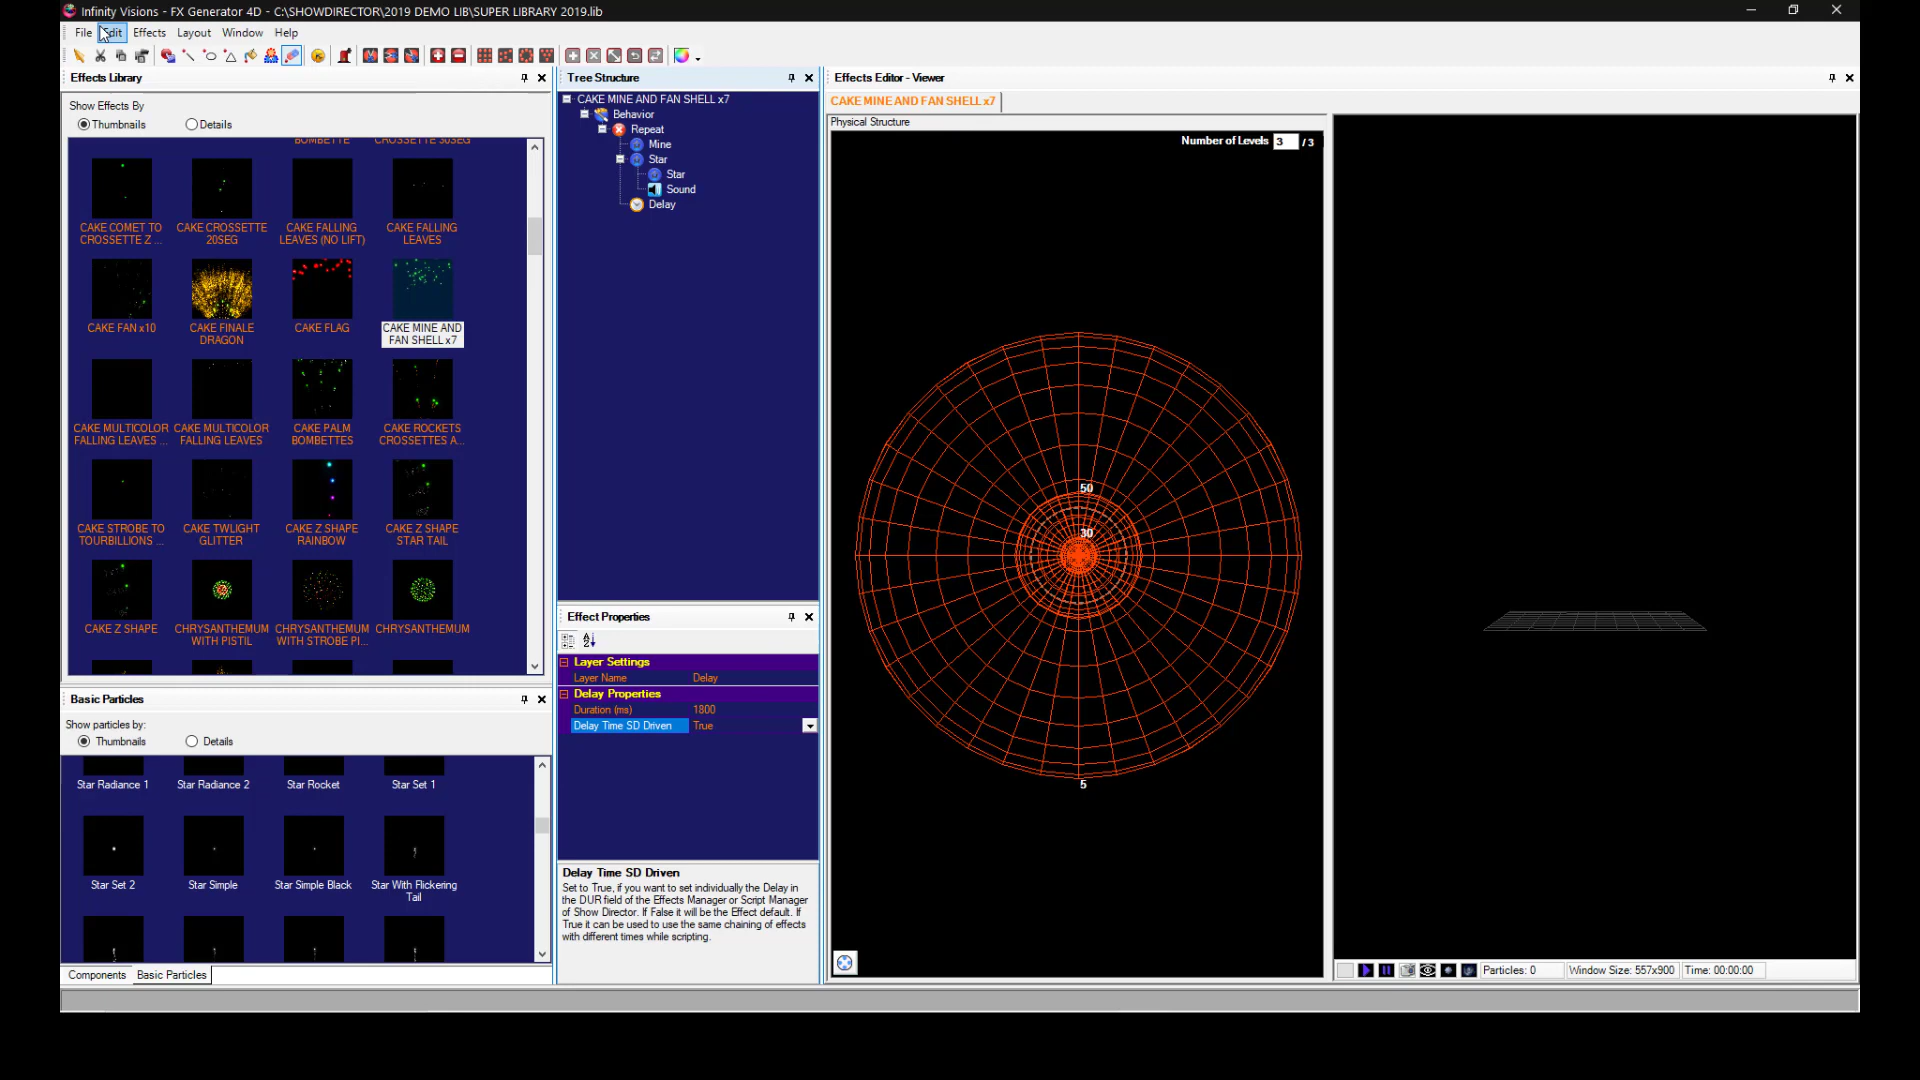 Infinity Visions - FX Generator 4D - C:\SHOWDIRECTOR\2019 DEMO LIB\SUPER LIBRARY 2019.lib
File Edit Effects Layout Window Help
Effects Library
Show Effects By
Thumbnails Details
BOMBETTE CROSSETTE 30SEG
CAKE COMET TO CROSSETTE Z ...
CAKE CROSSETTE 20SEG
CAKE FALLING LEAVES (NO LIFT)
CAKE FALLING LEAVES
CAKE FAN x10
CAKE FINALE DRAGON
CAKE FLAG
CAKE MINE AND FAN SHELL x7
CAKE MULTICOLOR FALLING LEAVES ...
CAKE MULTICOLOR FALLING LEAVES
CAKE PALM BOMBETTES
CAKE ROCKETS CROSSETTES A...
CAKE STROBE TO TOURBILLIONS ...
CAKE TWLIGHT GLITTER
CAKE Z SHAPE RAINBOW
CAKE Z SHAPE STAR TAIL
CAKE Z SHAPE
CHRYSANTHEMUM WITH PISTIL
CHRYSANTHEMUM WITH STROBE PI...
CHRYSANTHEMUM
Basic Particles
Show particles by:
Thumbnails Details
Star Radiance 1 Star Radiance 2 Star Rocket Star Set 1
Star Set 2 Star Simple Star Simple Black Star With Flickering Tail
Components Basic Particles
Tree Structure
CAKE MINE AND FAN SHELL x7
Behavior
Repeat
Mine
Star
Star
Sound
Delay
Effect Properties
Layer Settings
Layer Name Delay
Delay Properties
Duration (ms) 1800
Delay Time SD Driven True
Delay Time SD Driven
Set to True, if you want to set individually the Delay in
the DUR field of the Effects Manager or Script Manager
of Show Director. If False it will be the Effect default. If
True it can be used to use the same chaining of effects
with different times while scripting.
Effects Editor - Viewer
CAKE MINE AND FAN SHELL x7
Physical Structure
Number of Levels 3 / 3
50
30
5
Particles: 0 Window Size: 557x900 Time: 00:00:00